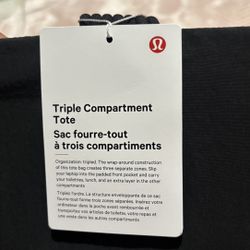 Triple Compartment
Tote
Sac fourre-tout
à trois compartiments
Organization: tripled. The wrap-around construction
of this tote bag creates three separate zones. Slip
your laptop into the padded front pocket and carry
your toiletries, lunch, and an extra layer in the other
compartments
Triplez l'ordre. La structure enveloppante de ce sac
fourre-tout forme trois zones séparées. Insérez votre
ordinateur dans la poche avant rembourrée et
transportez vos articles de toilette, votre repas et
une veste dans les autres compartiments